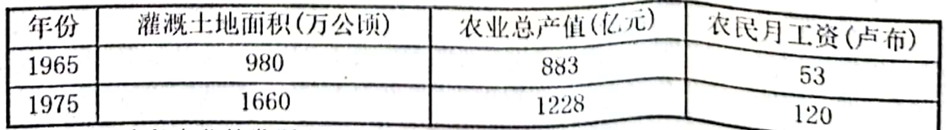 年份 灌溉土地面积(万公顷) 农业总产值(亿元) 农民月工资(卢布)
1965 980 883 53
1975 1660 1228 120